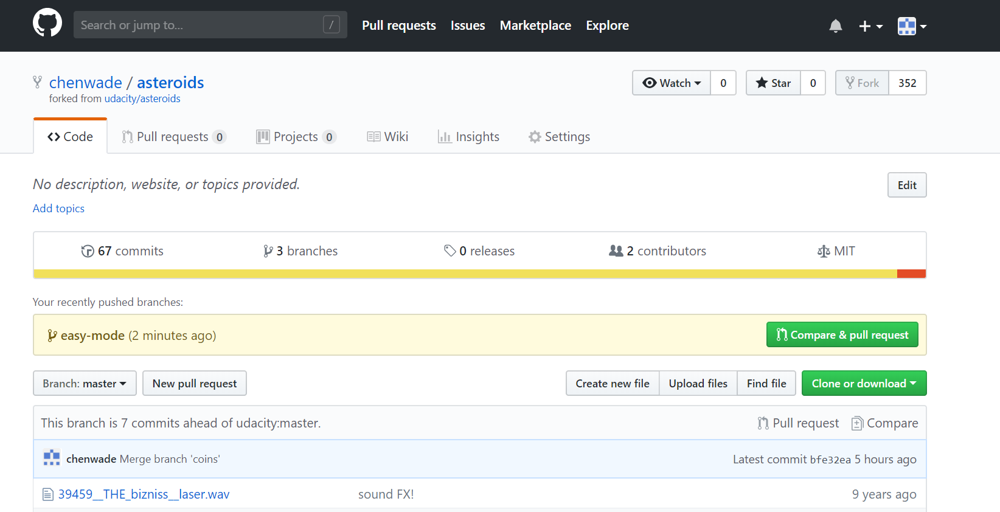 Search or jump to... / Pull requests Issues Marketplace Explore
chenwade / asteroids Watch 0 Star 0 Fork 352
forked from udacity/asteroids
Code Pull requests 0 Projects 0 Wiki Insights Settings
No description, website, or topics provided. Edit
Add topics
67 commits 3 branches 0 releases 2 contributors MIT
Your recently pushed branches:
easy-mode (2 minutes ago) Compare & pull request
Branch: master New pull request Create new file Upload files Find file Clone or download
This branch is 7 commits ahead of udacity:master. Pull request Compare
chenwade Merge branch 'coins' Latest commit bfe32ea 5 hours ago
39459__THE_bizniss__laser.wav sound FX! 9 years ago